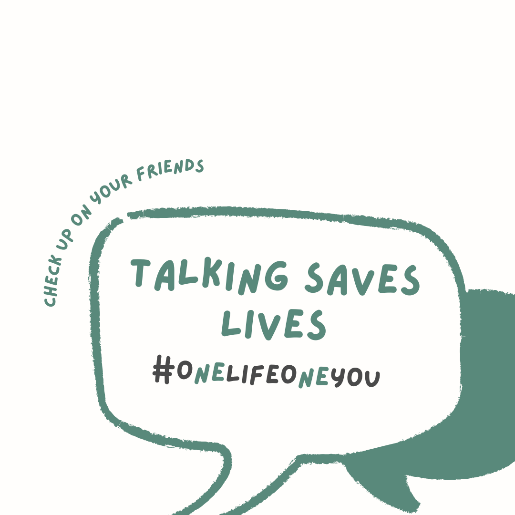 CHECK UP ON YOUR FRIENDS
TALKING SAVES
LIVES
#ONELIFEONEYOU